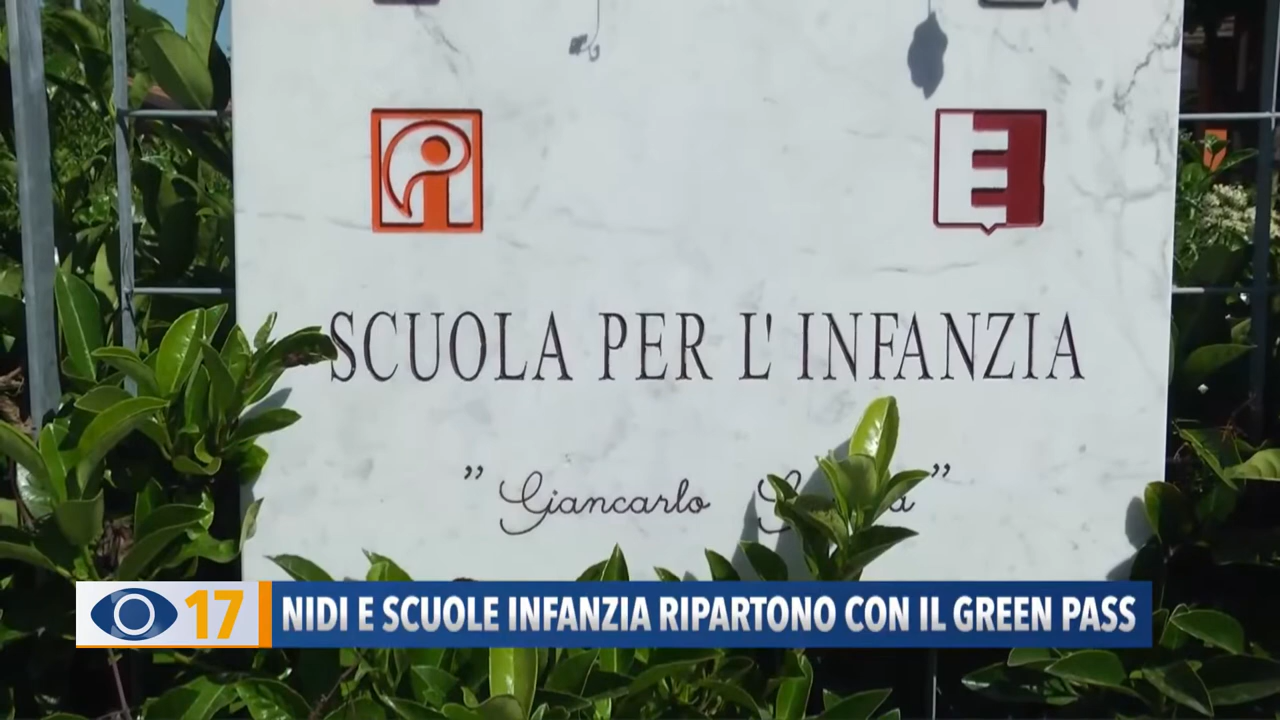 SCUOLA PER L' INFANZIA
" Giancarlo "
17 NIDI E SCUOLE INFANZIA RIPARTONO CON IL GREEN PASS